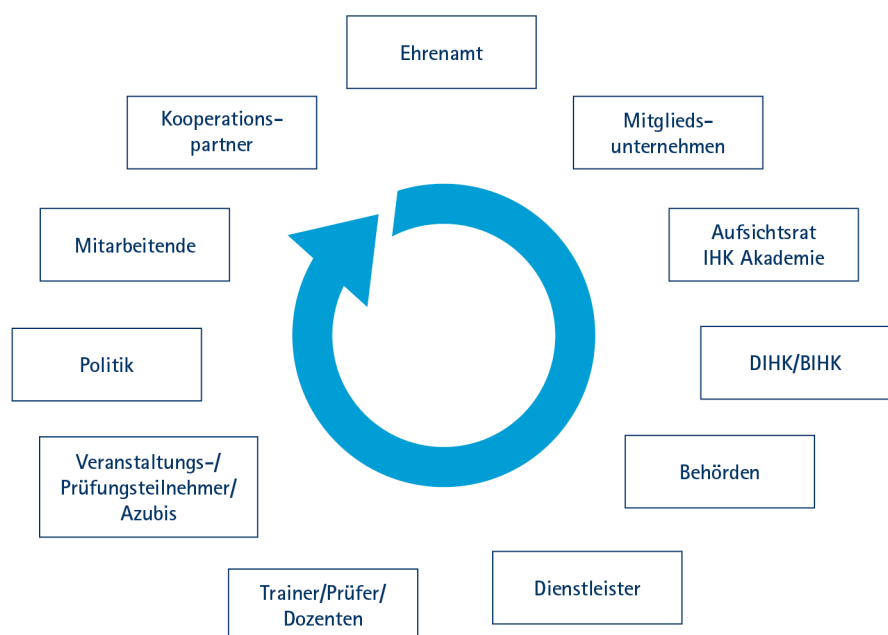 Ehrenamt
Mitglieds-
unternehmen
Aufsichtsrat
IHK Akademie
DIHK/BIHK
Behörden
Dienstleister
Trainer/Prüfer/
Dozenten
Veranstaltungs-/
Prüfungsteilnehmer/
Azubis
Politik
Mitarbeitende
Kooperations-
partner